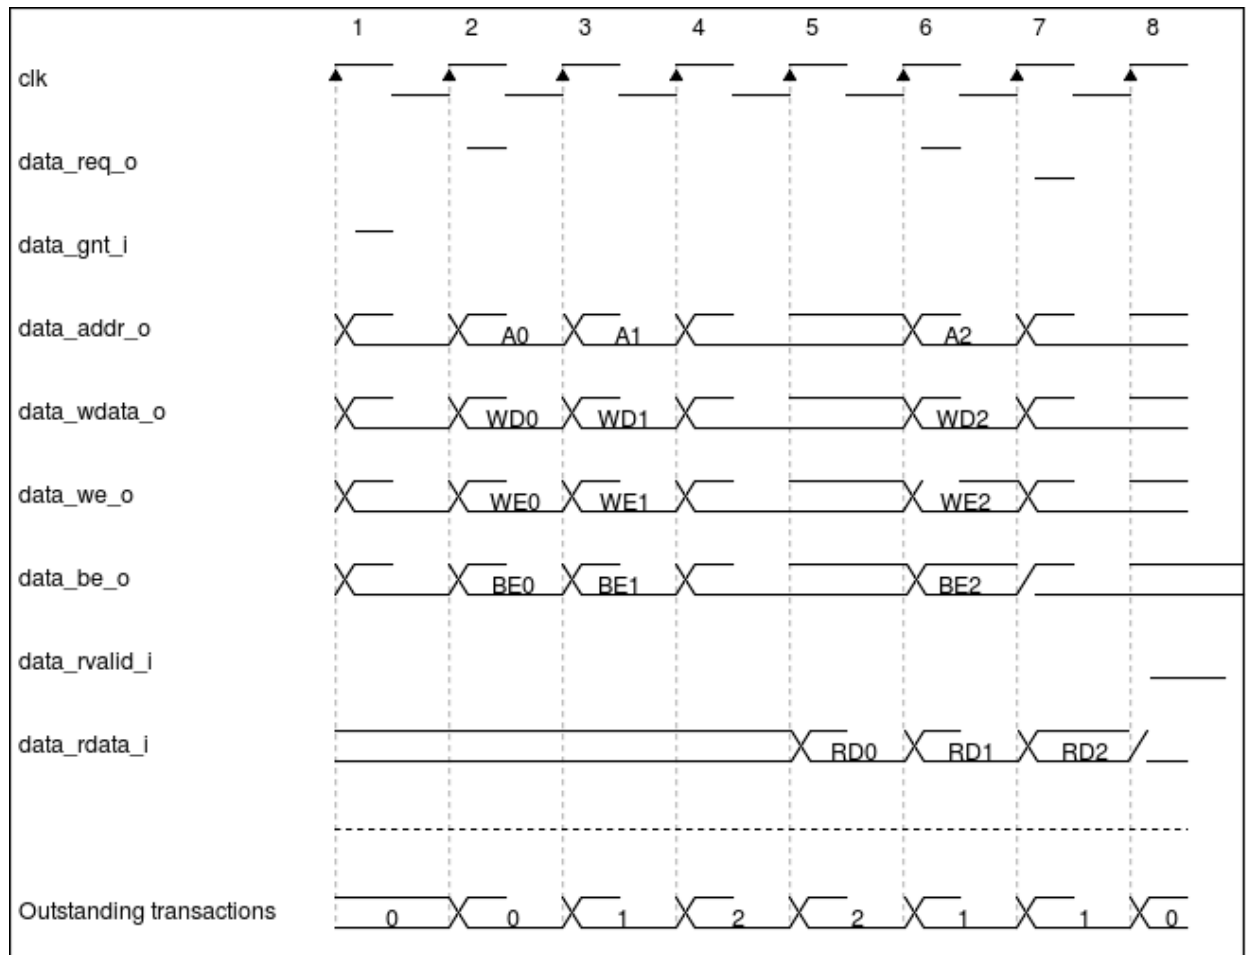 1 2 3 4 5 6 7 8
clk
data_req_o
data_gnt_i
data_addr_o A0 A1 A2
data_wdata_o WD0 WD1 WD2
data_we_o WE0 WE1 WE2
data_be_o BE0 BE1 BE2
data_rvalid_i
data_rdata_i RD0 RD1 RD2
Outstanding transactions 0 0 1 2 2 1 1 0